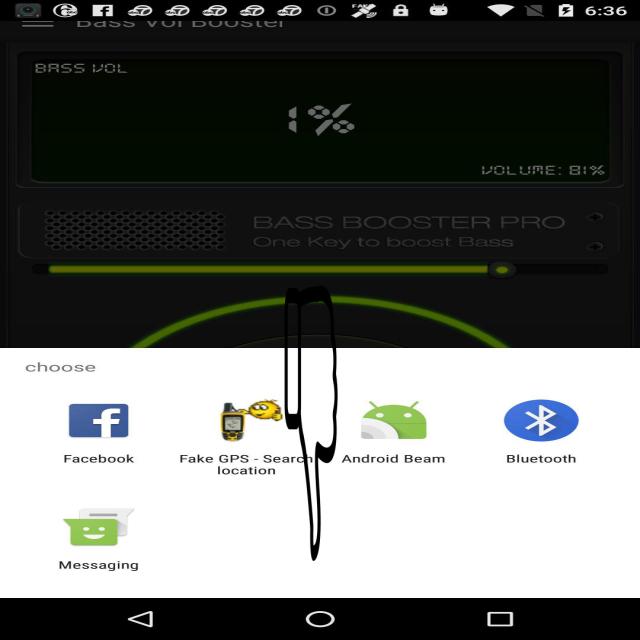 6:36
Bass Vol Booster
BASS VOL
1%
VOLUME: 81%
BASS BOOSTER PRO
One Key to boost Bass
choose
Facebook
Fake GPS - Search location
Android Beam
Bluetooth
Messaging